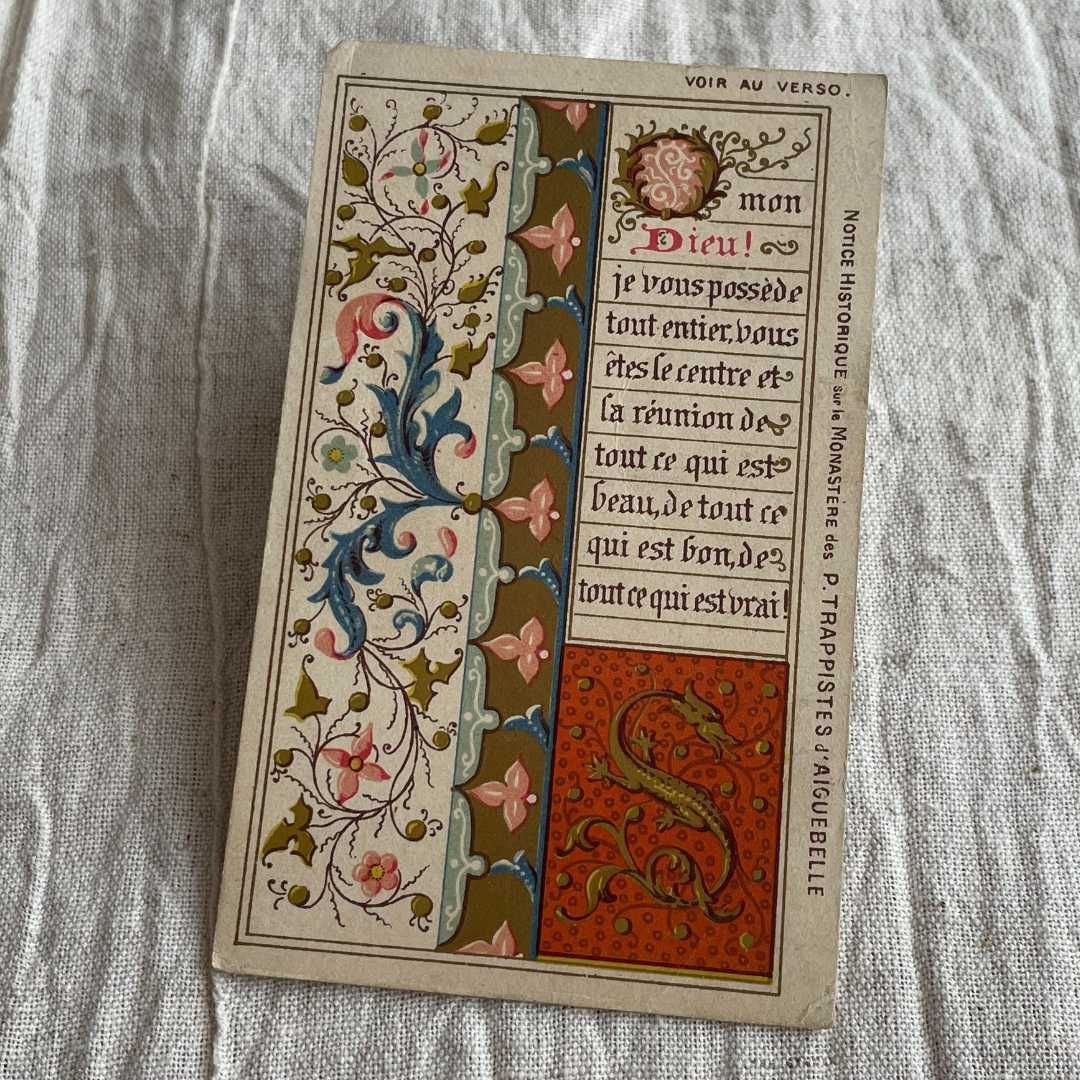 VOIR AU VERSO.
O mon
Dieu!
je vous possède
tout entier, vous
êtes le centre et
la réunion de
tout ce qui est
beau, de tout ce
qui est bon, de
tout ce qui est vrai!
NOTICE HISTORIQUE sur le MONASTÈRE des P. TRAPPISTES d'AIGUEBELLE